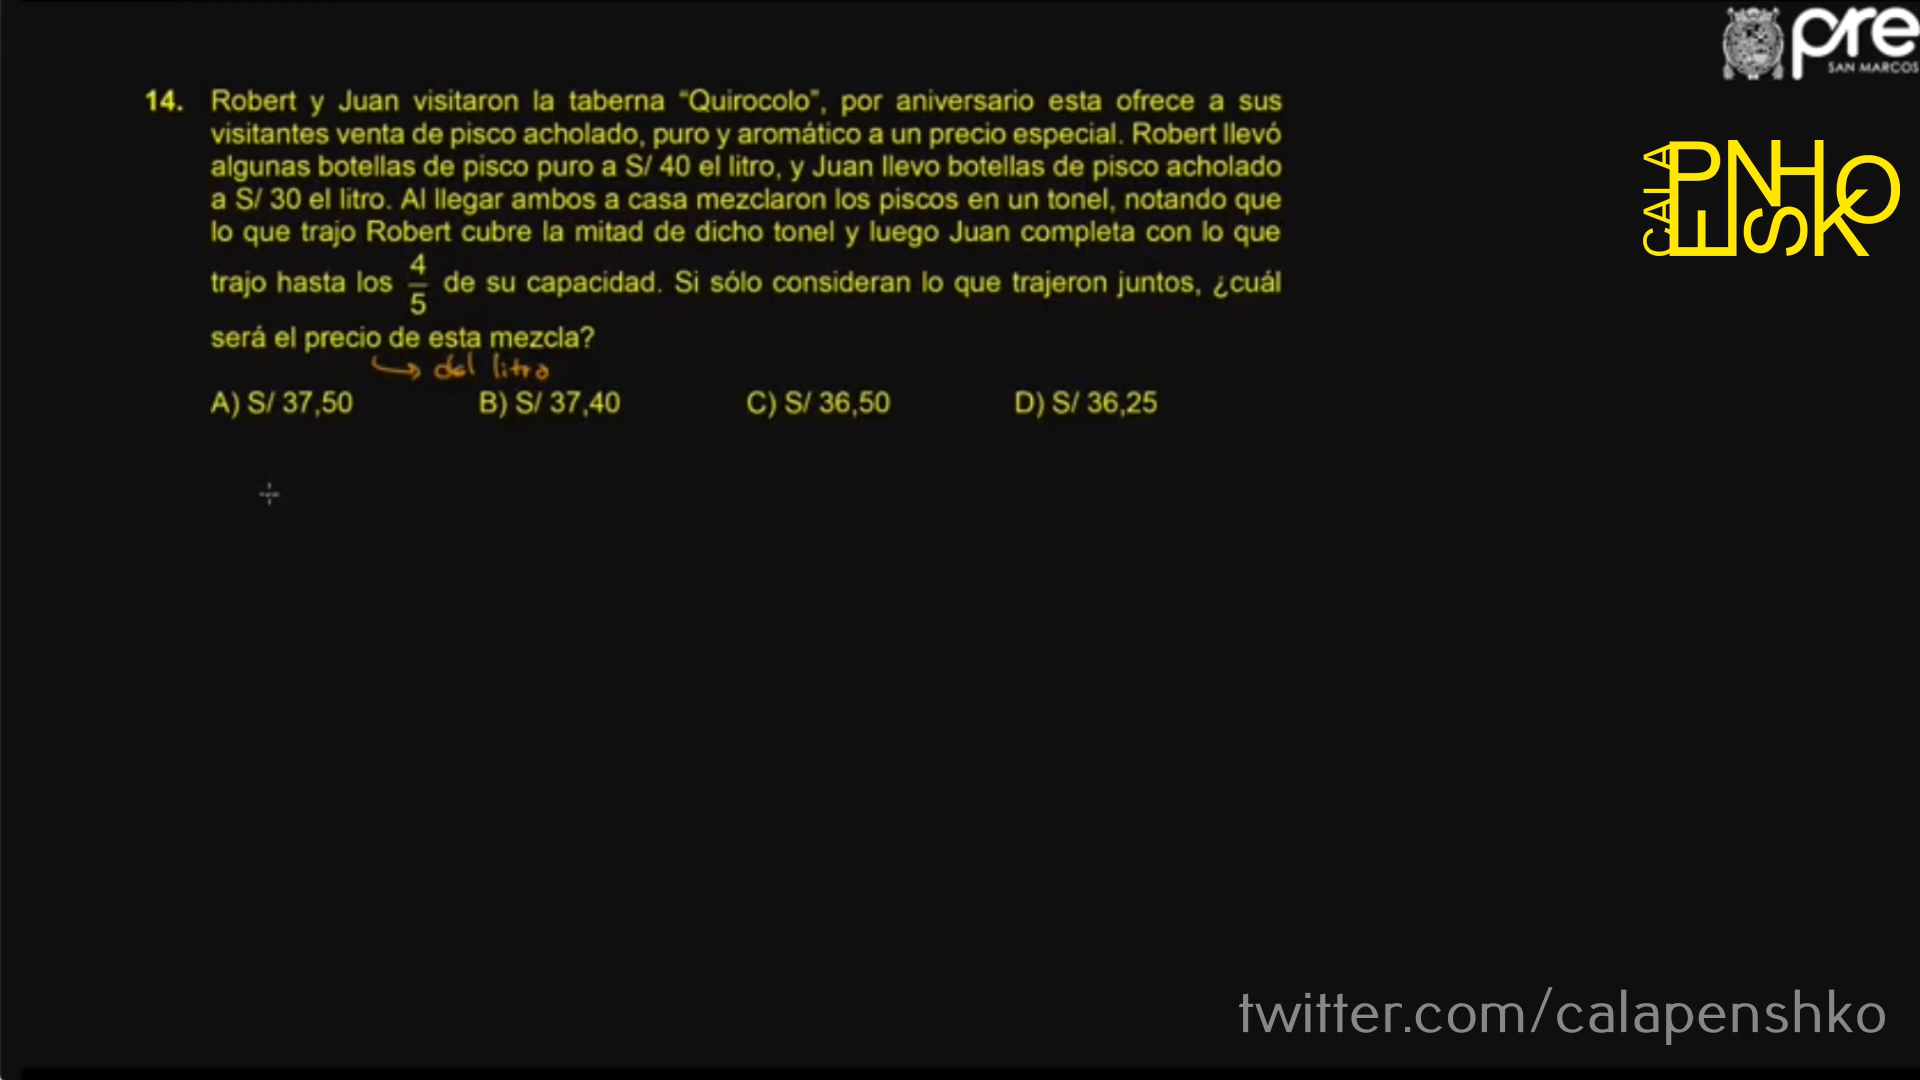 pre
SAN MARCOS
14. Robert y Juan visitaron la taberna “Quirocolo”, por aniversario esta ofrece a sus
visitantes venta de pisco acholado, puro y aromático a un precio especial. Robert llevó
algunas botellas de pisco puro a S/ 40 el litro, y Juan llevo botellas de pisco acholado
a S/ 30 el litro. Al llegar ambos a casa mezclaron los piscos en un tonel, notando que
lo que trajo Robert cubre la mitad de dicho tonel y luego Juan completa con lo que
trajo hasta los 4/5 de su capacidad. Si sólo consideran lo que trajeron juntos, ¿cuál
será el precio de esta mezcla?
del litro
A) S/ 37,50 B) S/ 37,40 C) S/ 36,50 D) S/ 36,25
CALA PENSHKO
twitter.com/calapenshko